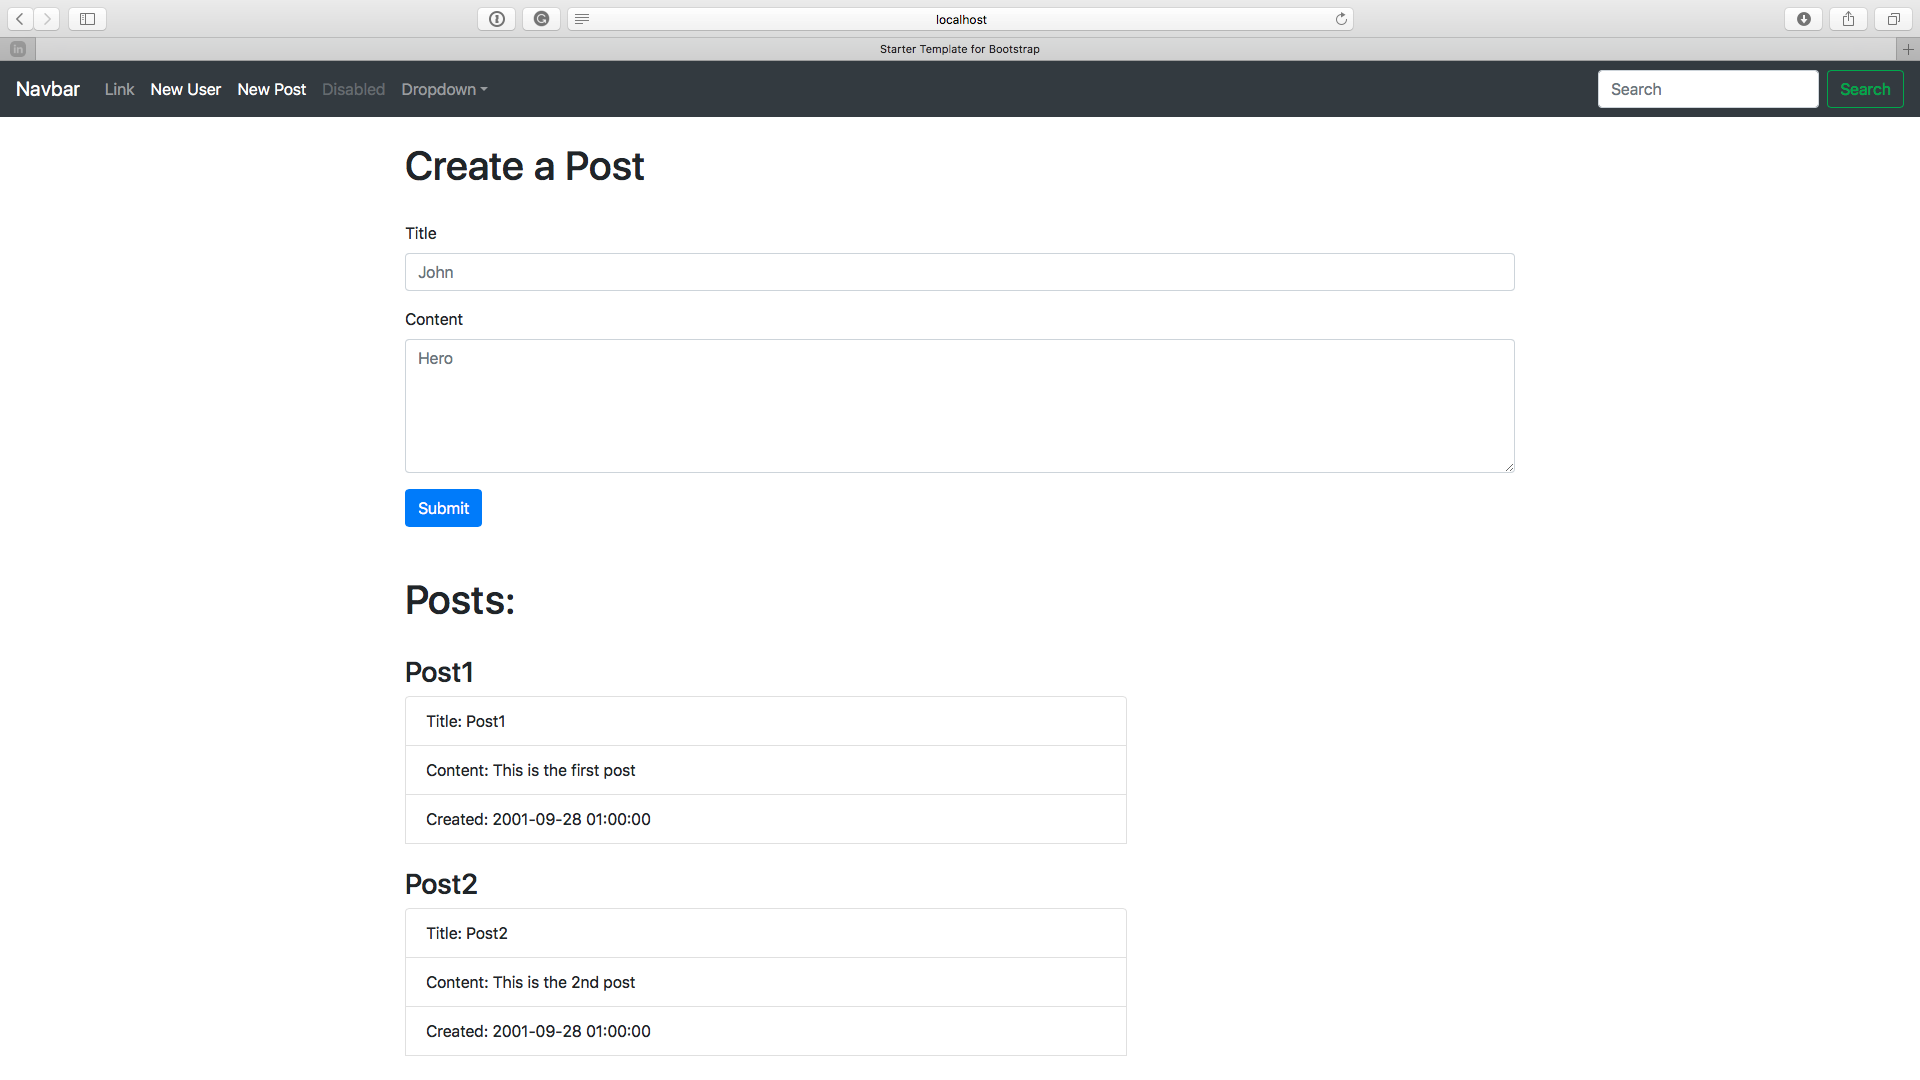 localhost
in
Starter Template for Bootstrap
Navbar Link New User New Post Disabled Dropdown Search Search
Create a Post
Title
John
Content
Hero
Submit
Posts:
Post1
Title: Post1
Content: This is the first post
Created: 2001-09-28 01:00:00
Post2
Title: Post2
Content: This is the 2nd post
Created: 2001-09-28 01:00:00